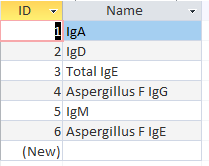 ID Name
1 IgA
2 IgD
3 Total IgE
4 Aspergillus F IgG
5 IgM
6 Aspergillus F IgE
(New)